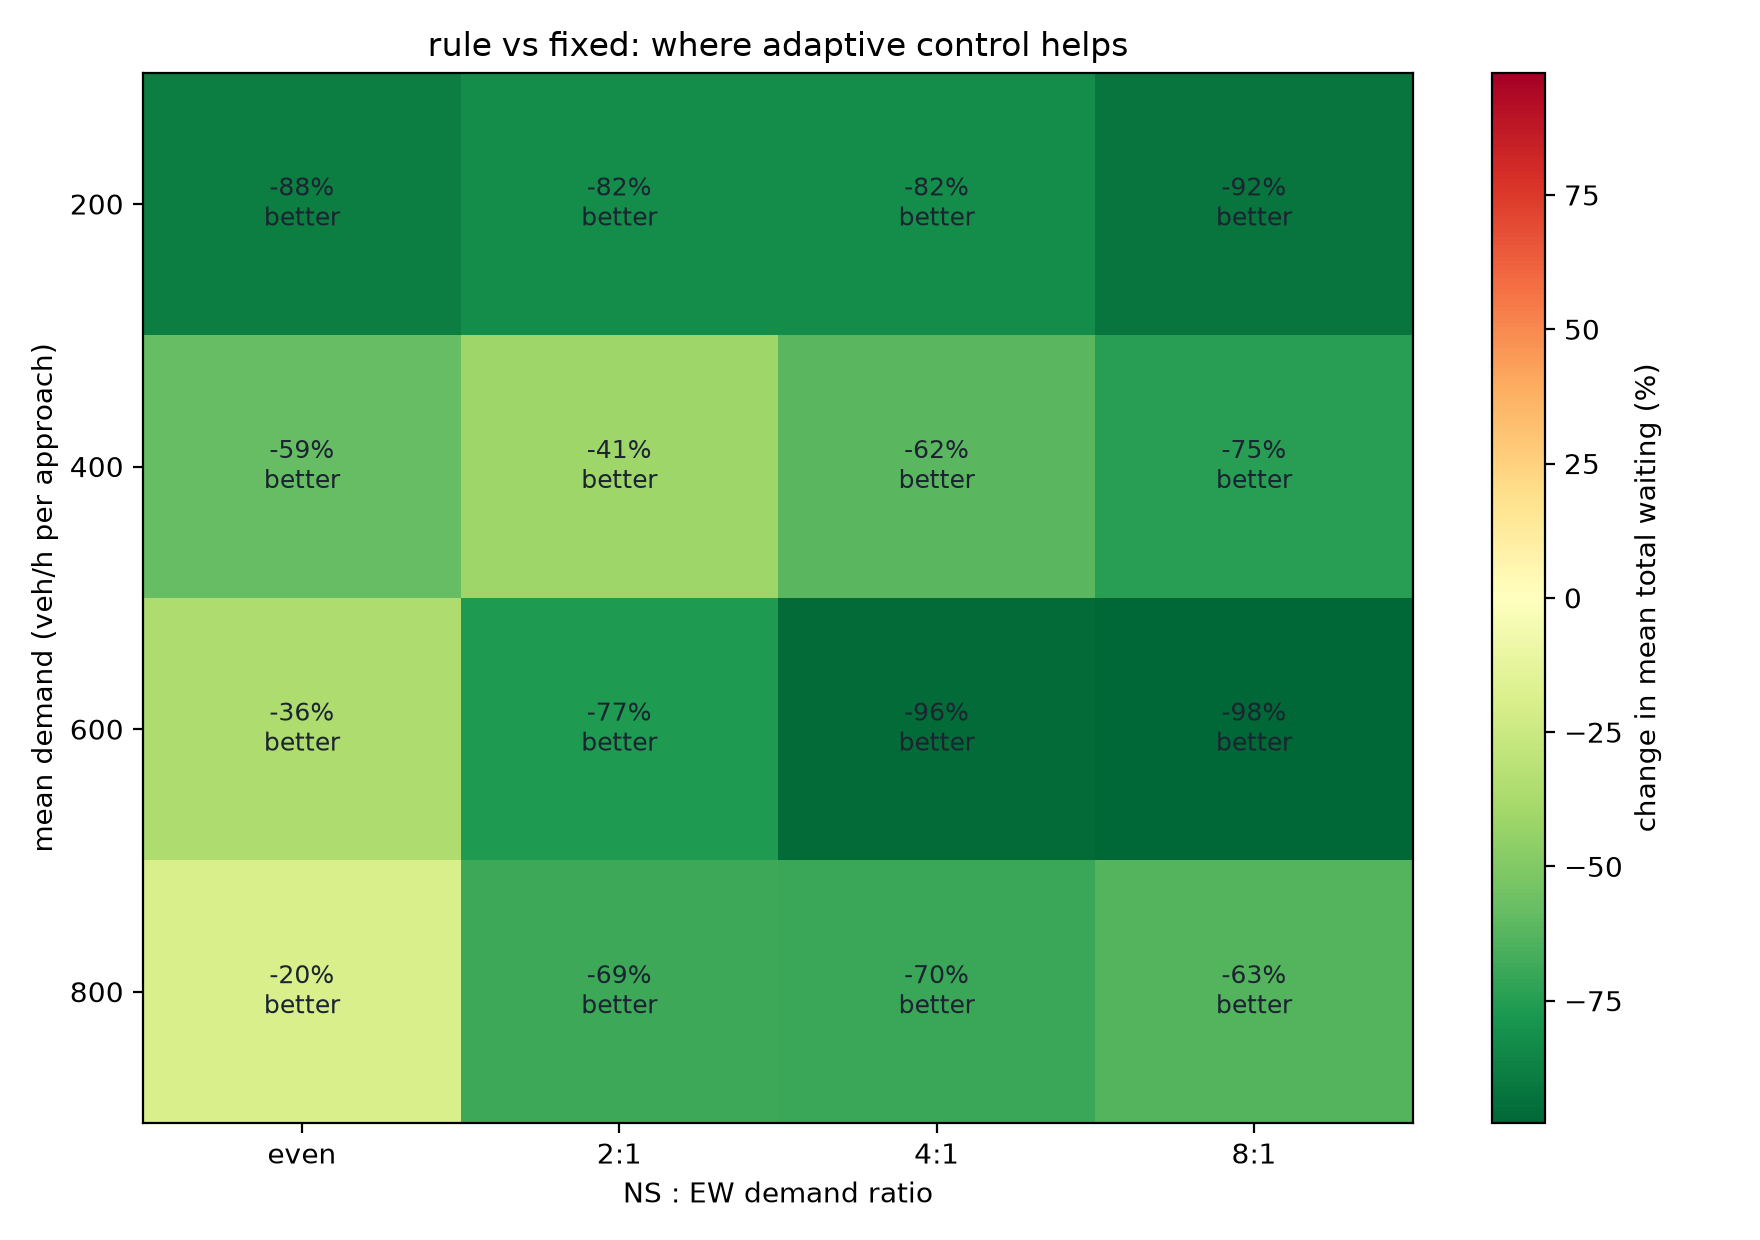 rule vs fixed: where adaptive control helps
mean demand (veh/h per approach)
200
-88%
better
-82%
better
-82%
better
-92%
better
400
-59%
better
-41%
better
-62%
better
-75%
better
600
-36%
better
-77%
better
-96%
better
-98%
better
800
-20%
better
-69%
better
-70%
better
-63%
better
even
2:1
4:1
8:1
NS : EW demand ratio
75
50
25
0
−25
−50
−75
change in mean total waiting (%)